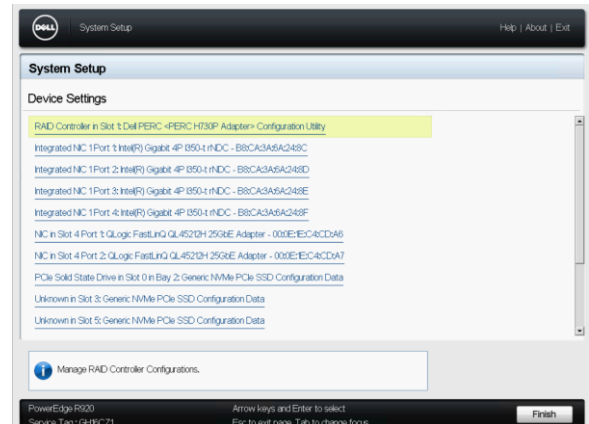 DELL
System Setup
Help | About | Exit
System Setup
Device Settings
RAID Controller in Slot 1: Dell PERC <PERC H730P Adapter> Configuration Utility
Integrated NIC 1 Port 1: Intel(R) Gigabit 4P I350-t rNDC - B8:CA:3A:6A:24:8C
Integrated NIC 1 Port 2: Intel(R) Gigabit 4P I350-t rNDC - B8:CA:3A:6A:24:8D
Integrated NIC 1 Port 3: Intel(R) Gigabit 4P I350-t rNDC - B8:CA:3A:6A:24:8E
Integrated NIC 1 Port 4: Intel(R) Gigabit 4P I350-t rNDC - B8:CA:3A:6A:24:8F
NIC in Slot 4 Port 1: QLogic FastLinQ QL45212H 25GbE Adapter - 00:0E:1E:C4:CD:A6
NIC in Slot 4 Port 2: QLogic FastLinQ QL45212H 25GbE Adapter - 00:0E:1E:C4:CD:A7
PCIe Solid State Drive in Slot 0 in Bay 2: Generic NVMe PCIe SSD Configuration Data
Unknown in Slot 3: Generic NVMe PCIe SSD Configuration Data
Unknown in Slot 5: Generic NVMe PCIe SSD Configuration Data
Manage RAID Controller Configurations.
PowerEdge R920
Arrow keys and Enter to select
Finish
Service Tag : GH16CZ1
Esc to exit page, Tab to change focus